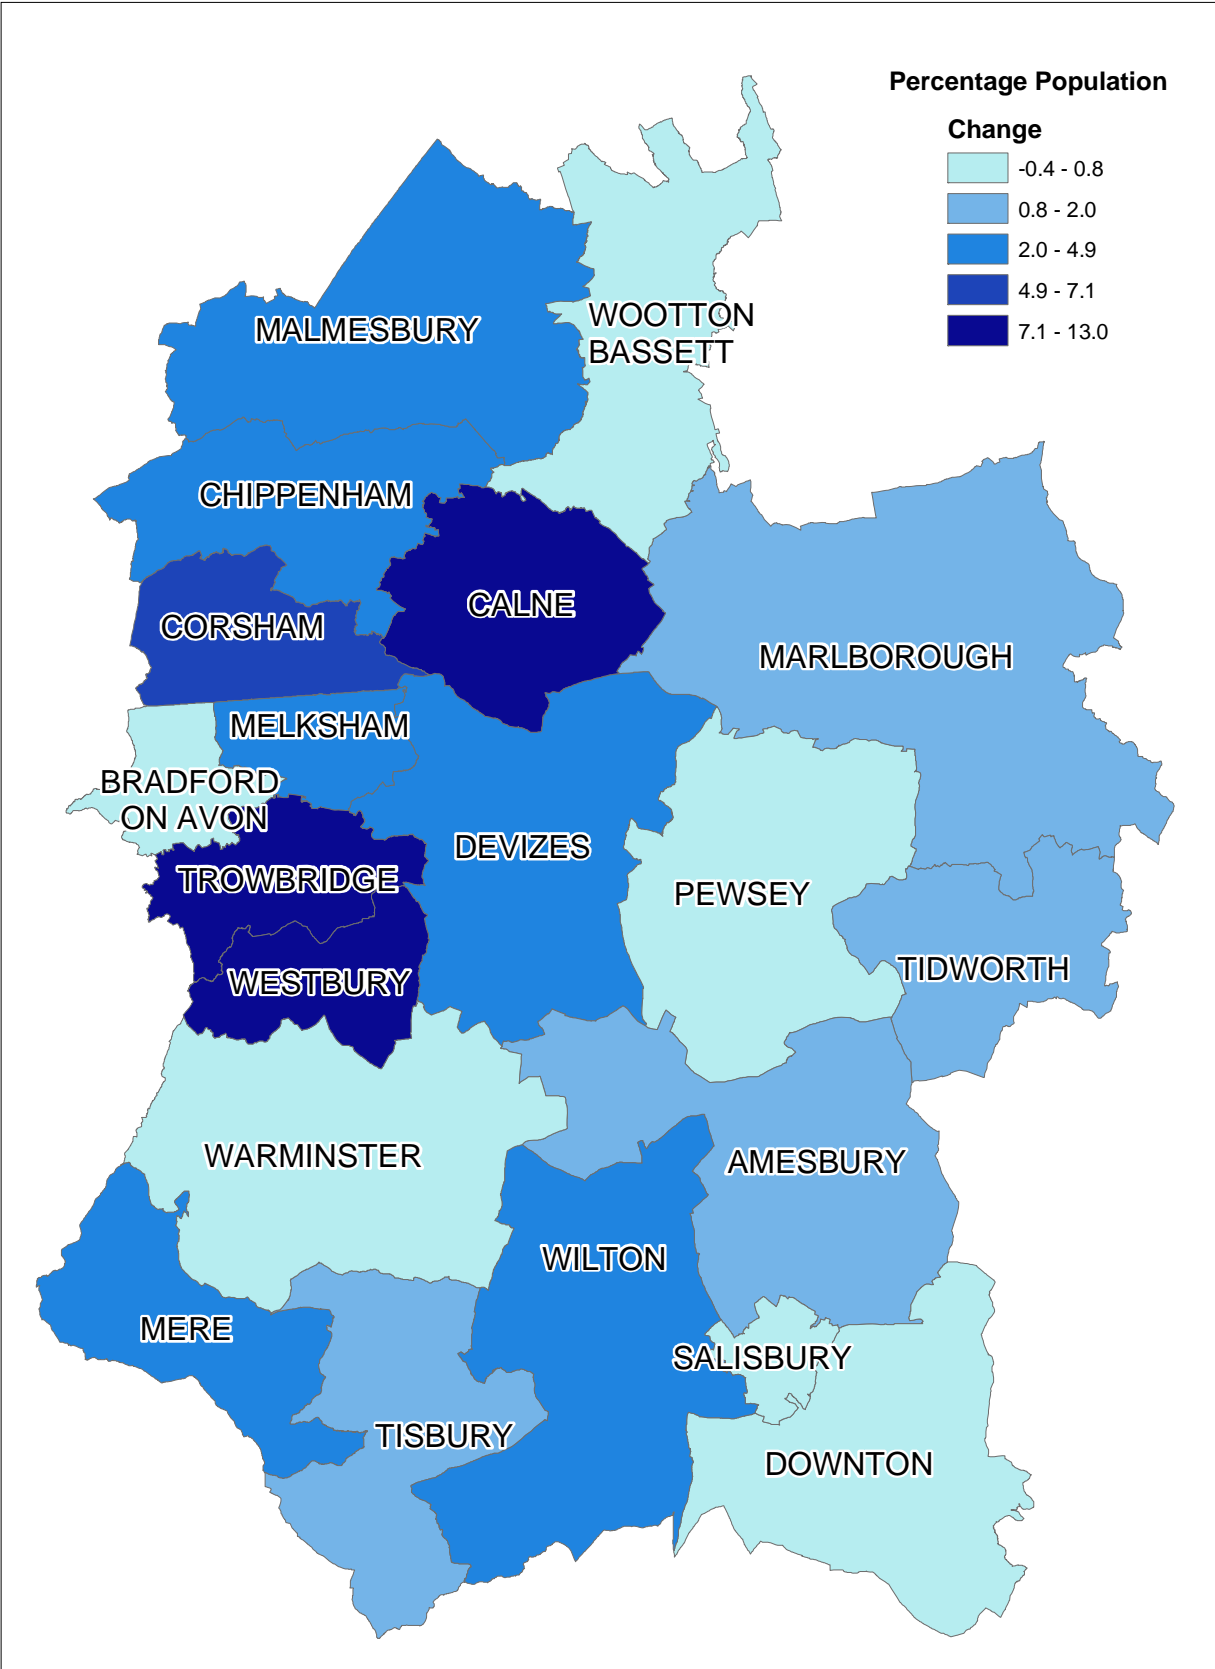 Percentage Population
Change
-0.4 - 0.8
0.8 - 2.0
2.0 - 4.9
4.9 - 7.1
7.1 - 13.0
MALMESBURY
WOOTTON
BASSETT
CHIPPENHAM
CALNE
CORSHAM
MARLBOROUGH
MELKSHAM
BRADFORD
ON AVON
DEVIZES
TROWBRIDGE
PEWSEY
TIDWORTH
WESTBURY
WARMINSTER
AMESBURY
WILTON
MERE
SALISBURY
TISBURY
DOWNTON